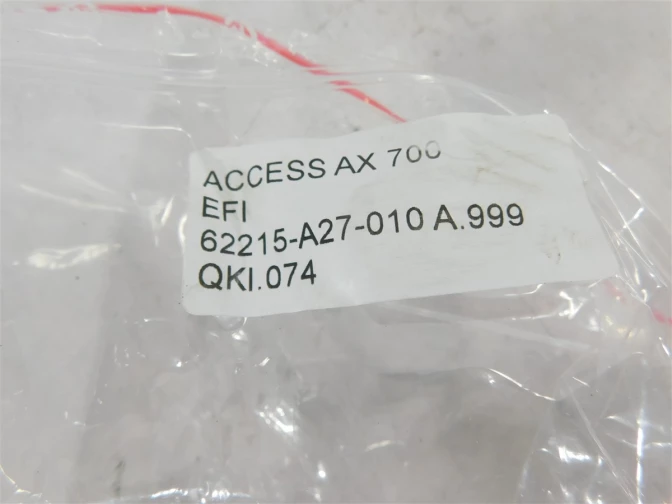 ACCESS AX 700
EFI
62215-A27-010 A.999
QKI.074